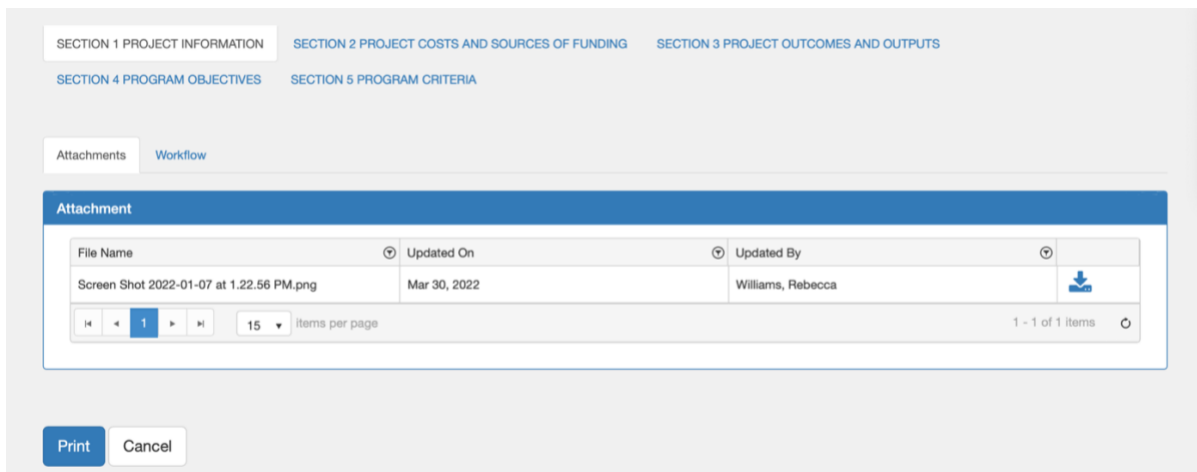 SECTION 1 PROJECT INFORMATION SECTION 2 PROJECT COSTS AND SOURCES OF FUNDING SECTION 3 PROJECT OUTCOMES AND OUTPUTS
SECTION 4 PROGRAM OBJECTIVES SECTION 5 PROGRAM CRITERIA
Attachments Workflow
Attachment
File Name Updated On Updated By
Screen Shot 2022-01-07 at 1.22.56 PM.png Mar 30, 2022 Williams, Rebecca
1 15 items per page 1 - 1 of 1 items
Print Cancel